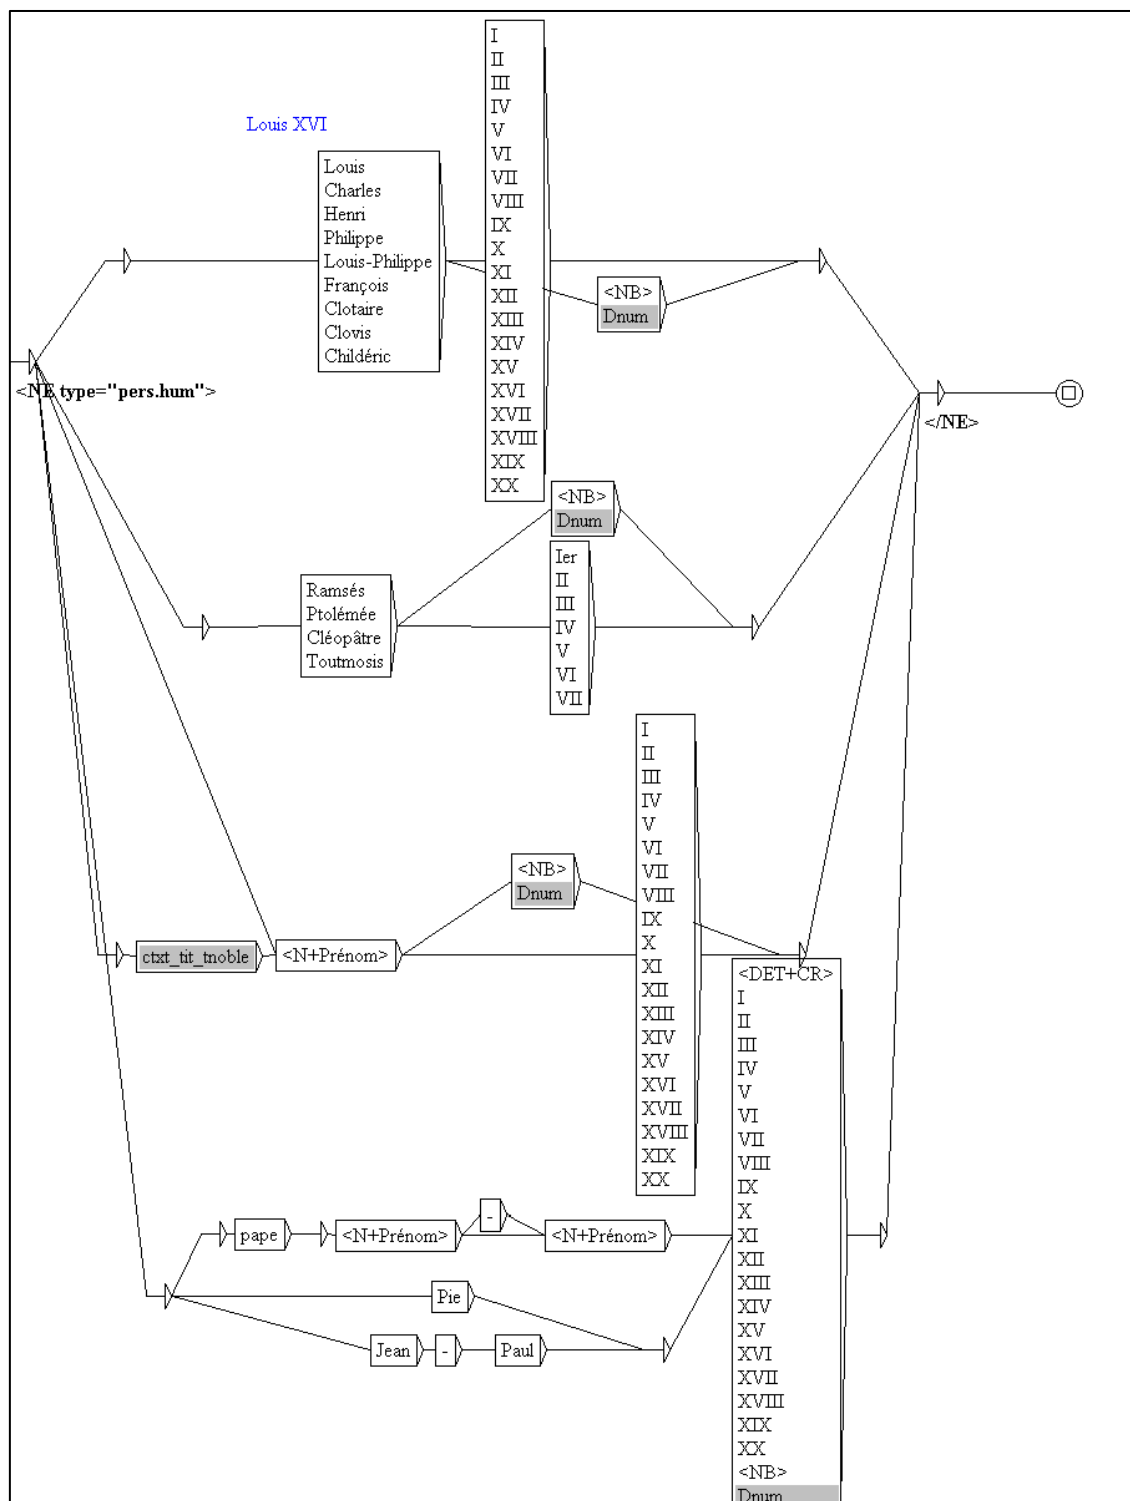 Louis XVI
Louis
Charles
Henri
Philippe
Louis-Philippe
François
Clotaire
Clovis
Childéric
I
II
III
IV
V
VI
VII
VIII
IX
X
XI
XII
XIII
XIV
XV
XVI
XVII
XVIII
XIX
XX
<NB>
Dnum
<NE type="pers.hum">
</NE>
Ramsés
Ptolémée
Cléopâtre
Toutmosis
<NB>
Dnum
Ier
II
III
IV
V
VI
VII
ctxt_tit_tnoble
<N+Prénom>
<NB>
Dnum
I
II
III
IV
V
VI
VII
VIII
IX
X
XI
XII
XIII
XIV
XV
XVI
XVII
XVIII
XIX
XX
pape
<N+Prénom>
-
<N+Prénom>
Pie
Jean
-
Paul
<DET+CR>
I
II
III
IV
V
VI
VII
VIII
IX
X
XI
XII
XIII
XIV
XV
XVI
XVII
XVIII
XIX
XX
<NB>
Dnum